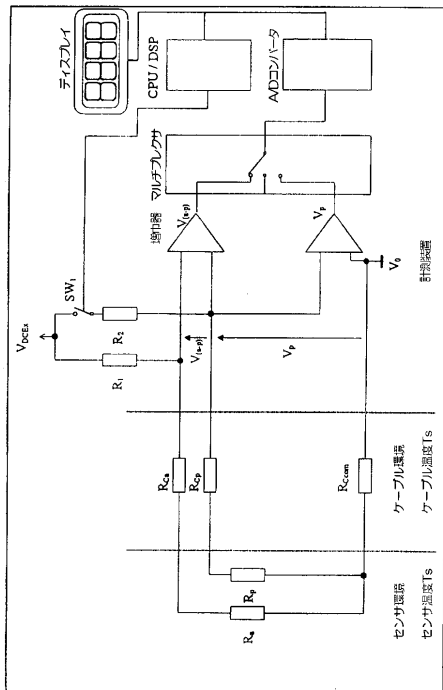 ディスプレイ
CPU / DSP
A/Dコンバータ
マルチプレクサ
増巾器
V(s-p)
Vp
計測装置
SW1
VDCEx
R2
R1
V(s-p)
Vp
V0
RCs
RCp
RCcom
ケーブル環境
ケーブル温度Ts
Rp
Rs
センサ環境
センサ温度Ts